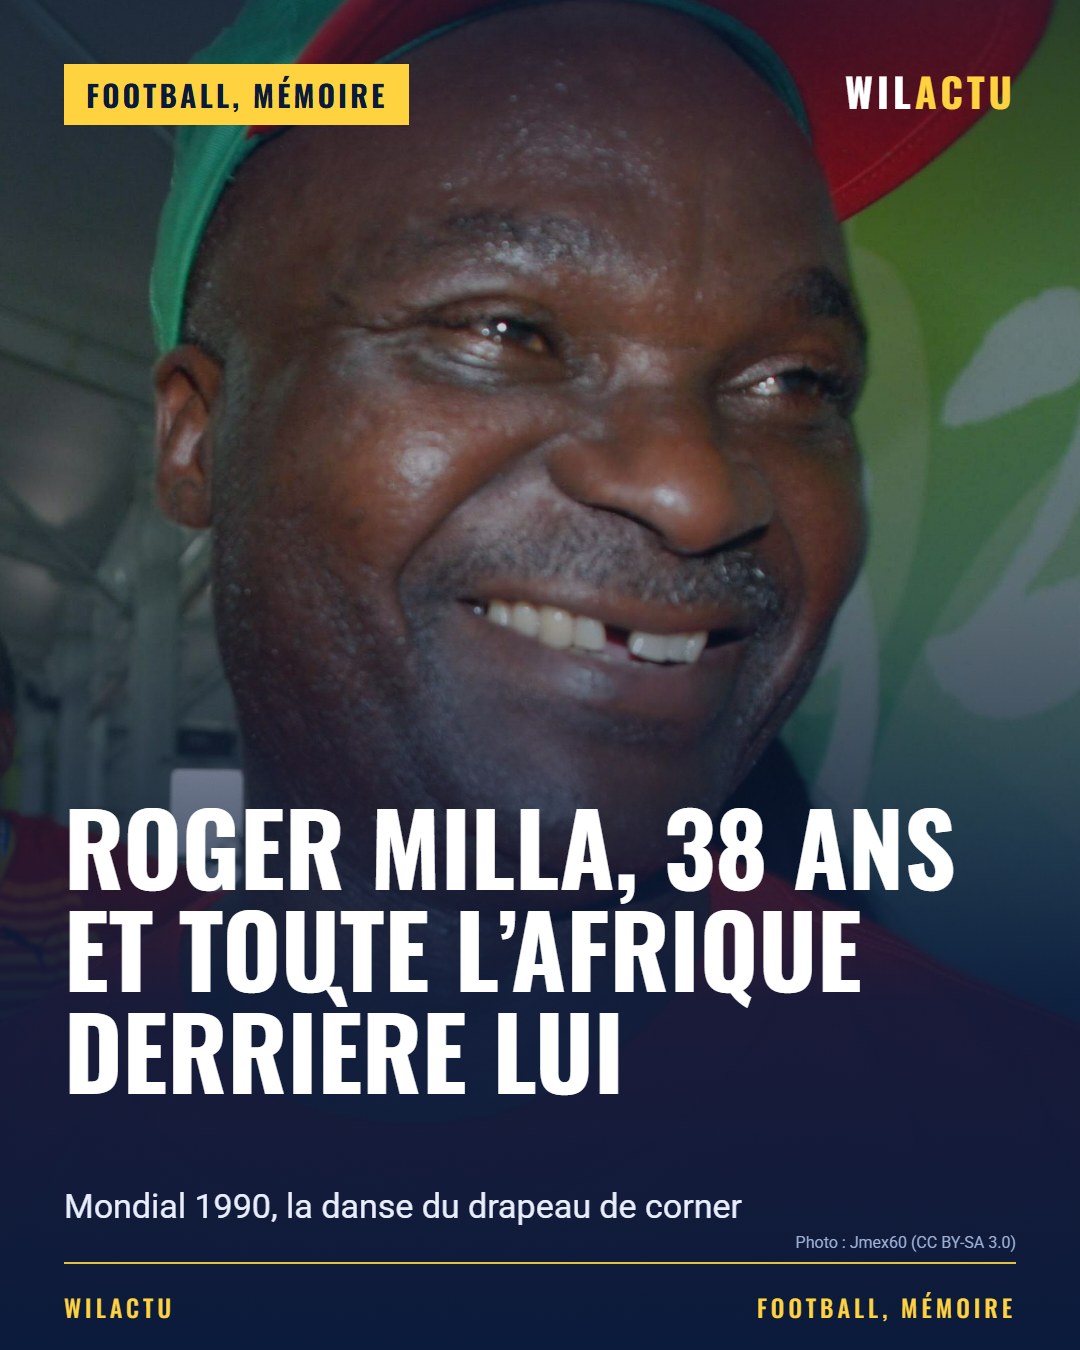 FOOTBALL, MÉMOIRE
WILACTU
ROGER MILLA, 38 ANS
ET TOUTE L’AFRIQUE
DERRIÈRE LUI
Mondial 1990, la danse du drapeau de corner
Photo : Jmex60 (CC BY-SA 3.0)
WILACTU
FOOTBALL, MÉMOIRE